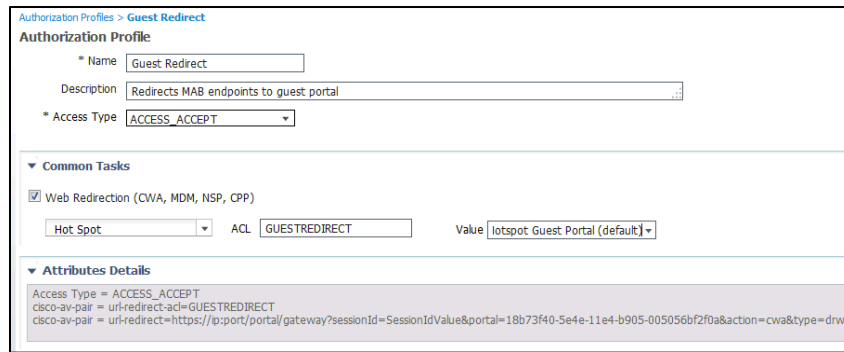 Authorization Profiles > Guest Redirect
Authorization Profile
* Name Guest Redirect
Description Redirects MAB endpoints to guest portal
* Access Type ACCESS_ACCEPT
Common Tasks
Web Redirection (CWA, MDM, NSP, CPP)
Hot Spot ACL GUESTREDIRECT Value lotspot Guest Portal (default)
Attributes Details
Access Type = ACCESS_ACCEPT
cisco-av-pair = url-redirect-acl=GUESTREDIRECT
cisco-av-pair = url-redirect=https://ip:port/portal/gateway?sessionId=SessionIdValue&portal=18b73f40-5e4e-11e4-b905-005056bf2f0a&action=cwa&type=drw